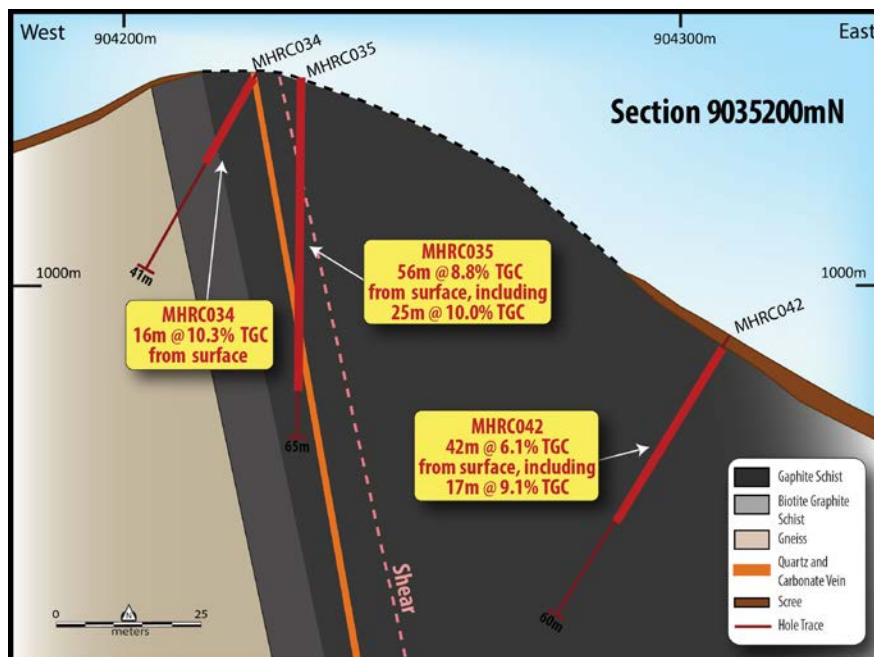 West
904200m
MHRC034
MHRC035
904300m
East
Section 9035200mN
1000m
1000m
41m
MHRC035
56m @ 8.8% TGC
from surface, including
25m @ 10.0% TGC
MHRC034
16m @ 10.3% TGC
from surface
MHRC042
65m
MHRC042
42m @ 6.1% TGC
from surface, including
17m @ 9.1% TGC
Shear
60m
Gaphite Schist
Biotite Graphite
Schist
Gneiss
Quartz and
Carbonate Vein
Scree
Hole Trace
0
N
25
meters